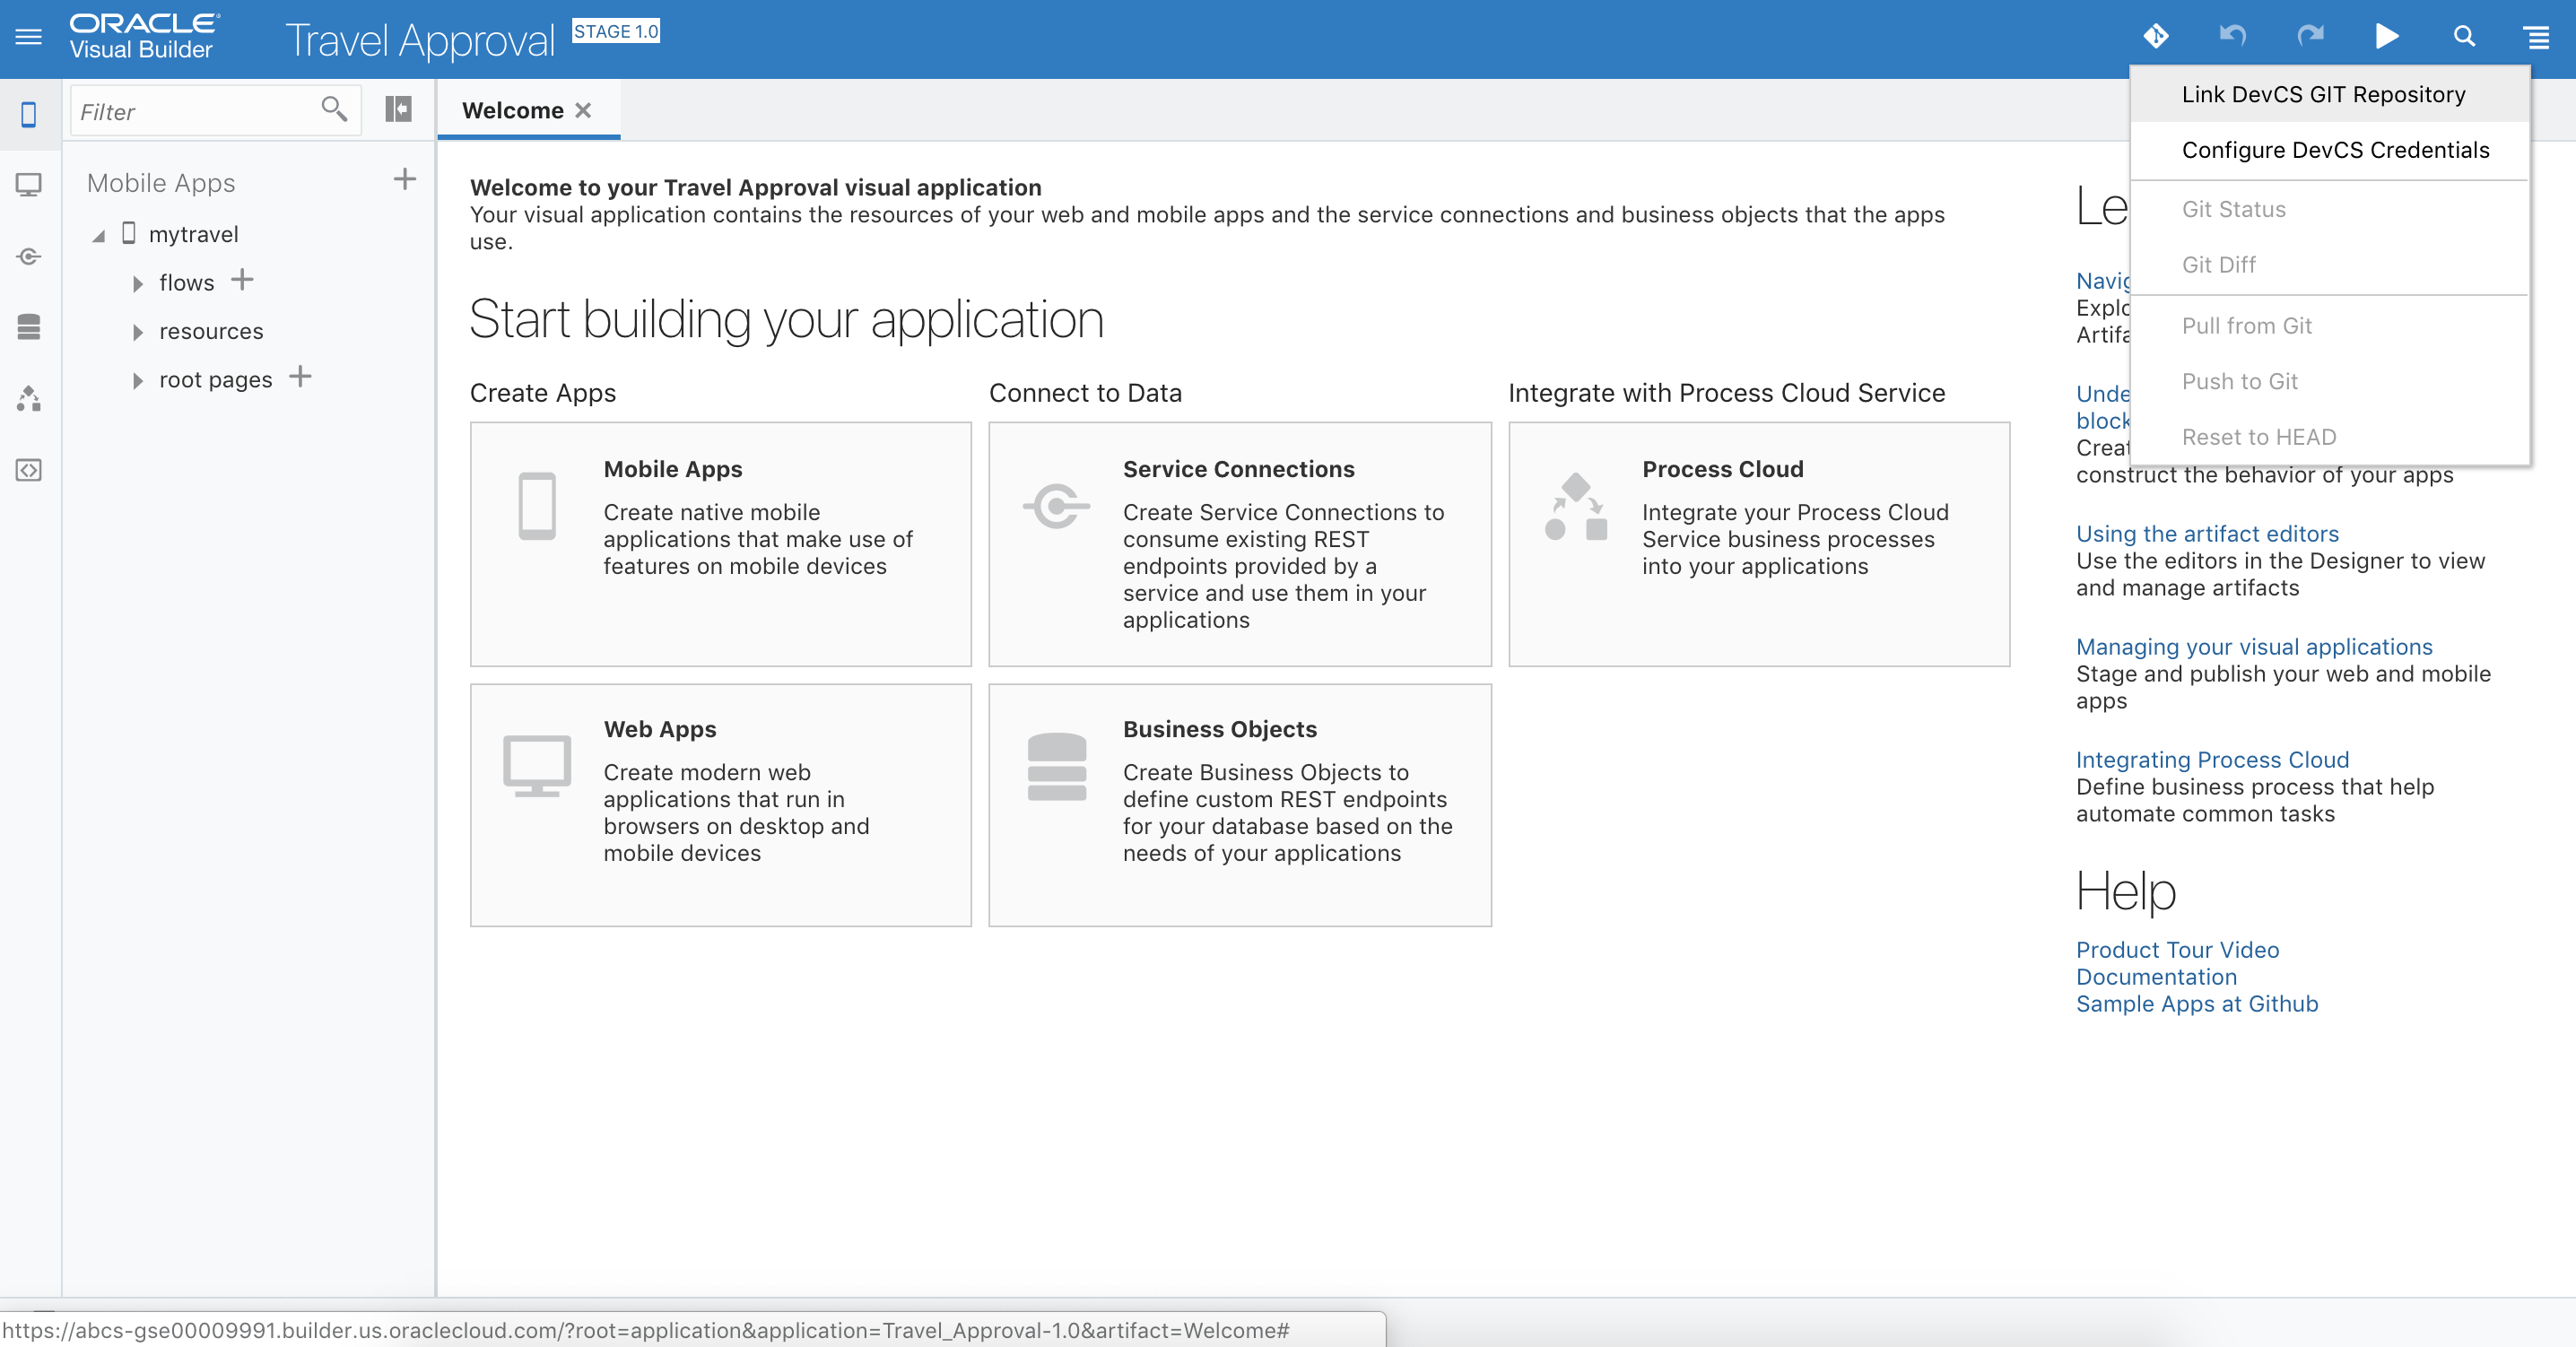 ORACLE
Visual Builder
Travel Approval
STAGE 1.0
Filter
Mobile Apps
mytravel
flows
resources
root pages
Welcome
Welcome to your Travel Approval visual application
Your visual application contains the resources of your web and mobile apps and the service connections and business objects that the apps
use.
Start building your application
Create Apps
Mobile Apps
Create native mobile
applications that make use of
features on mobile devices
Web Apps
Create modern web
applications that run in
browsers on desktop and
mobile devices
Connect to Data
Service Connections
Create Service Connections to
consume existing REST
endpoints provided by a
service and use them in your
applications
Business Objects
Create Business Objects to
define custom REST endpoints
for your database based on the
needs of your applications
Integrate with Process Cloud Service
Process Cloud
Integrate your Process Cloud
Service business processes
into your applications
Link DevCS GIT Repository
Configure DevCS Credentials
Git Status
Git Diff
Pull from Git
Push to Git
Reset to HEAD
construct the behavior of your apps
Using the artifact editors
Use the editors in the Designer to view
and manage artifacts
Managing your visual applications
Stage and publish your web and mobile
apps
Integrating Process Cloud
Define business process that help
automate common tasks
Help
Product Tour Video
Documentation
Sample Apps at Github
https://abcs-gse00009991.builder.us.oraclecloud.com/?root=application&application=Travel_Approval-1.0&artifact=Welcome#